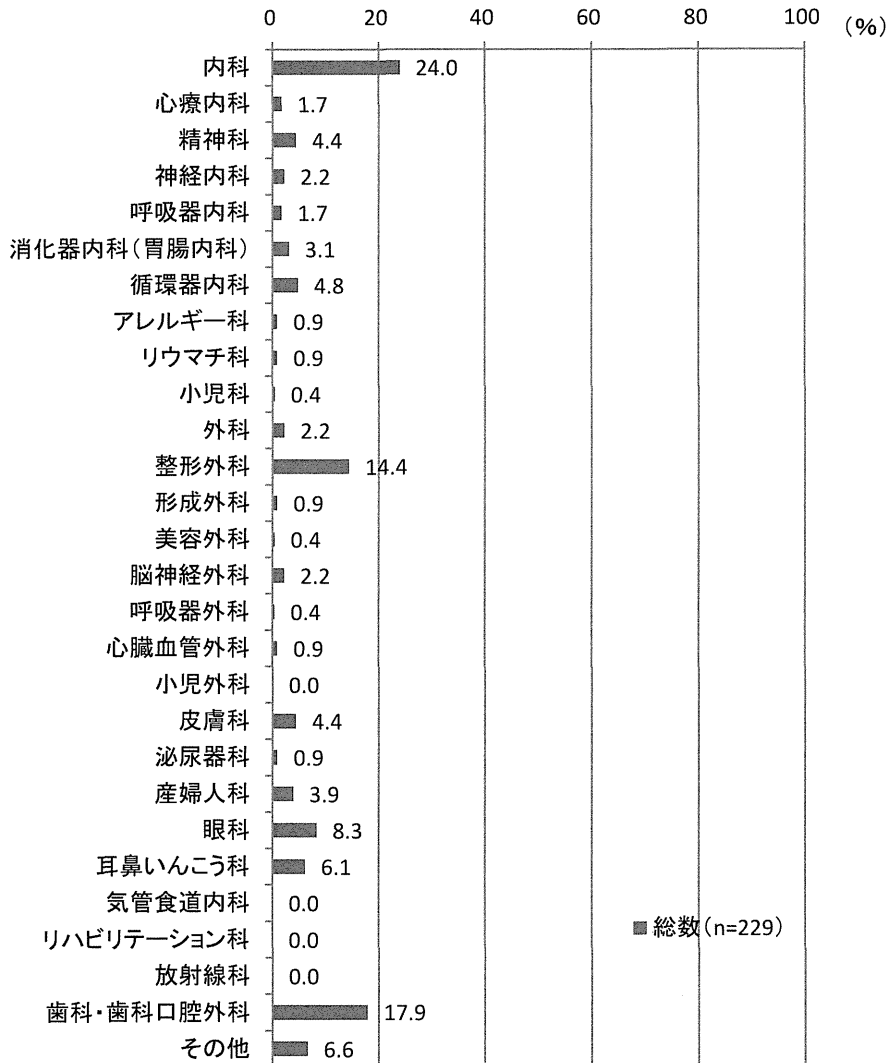 0 20 40 60 80 100 (%)
内科 24.0
心療内科 1.7
精神科 4.4
神経内科 2.2
呼吸器内科 1.7
消化器内科(胃腸内科) 3.1
循環器内科 4.8
アレルギー科 0.9
リウマチ科 0.9
小児科 0.4
外科 2.2
整形外科 14.4
形成外科 0.9
美容外科 0.4
脳神経外科 2.2
呼吸器外科 0.4
心臓血管外科 0.9
小児外科 0.0
皮膚科 4.4
泌尿器科 0.9
産婦人科 3.9
眼科 8.3
耳鼻いんこう科 6.1
気管食道内科 0.0
リハビリテーション科 0.0
総数(n=229)
放射線科 0.0
歯科・歯科口腔外科 17.9
その他 6.6